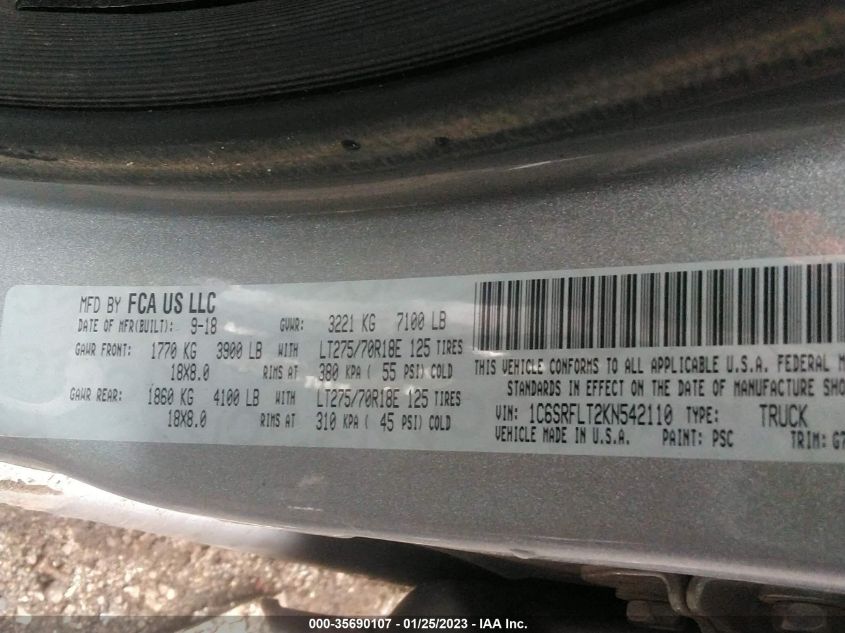 MFD BY FCA US LLC
DATE OF MFR(BUILT): 9-18 GVWR: 3221 KG 7100 LB
GAWR FRONT: 1770 KG 3900 LB WITH LT275/70R18E 125 TIRES
18X8.0 RIMS AT 380 KPA ( 55 PSI) COLD
GAWR REAR: 1860 KG 4100 LB WITH LT275/70R18E 125 TIRES
18X8.0 RIMS AT 310 KPA ( 45 PSI) COLD
THIS VEHICLE CONFORMS TO ALL APPLICABLE U.S.A. FEDERAL M
STANDARDS IN EFFECT ON THE DATE OF MANUFACTURE SHO
VIN: 1C6SRFLT2KN542110 TYPE: TRUCK
VEHICLE MADE IN U.S.A. PAINT: PSC TRIM: G7
000-35690107 - 01/25/2023 - IAA Inc.